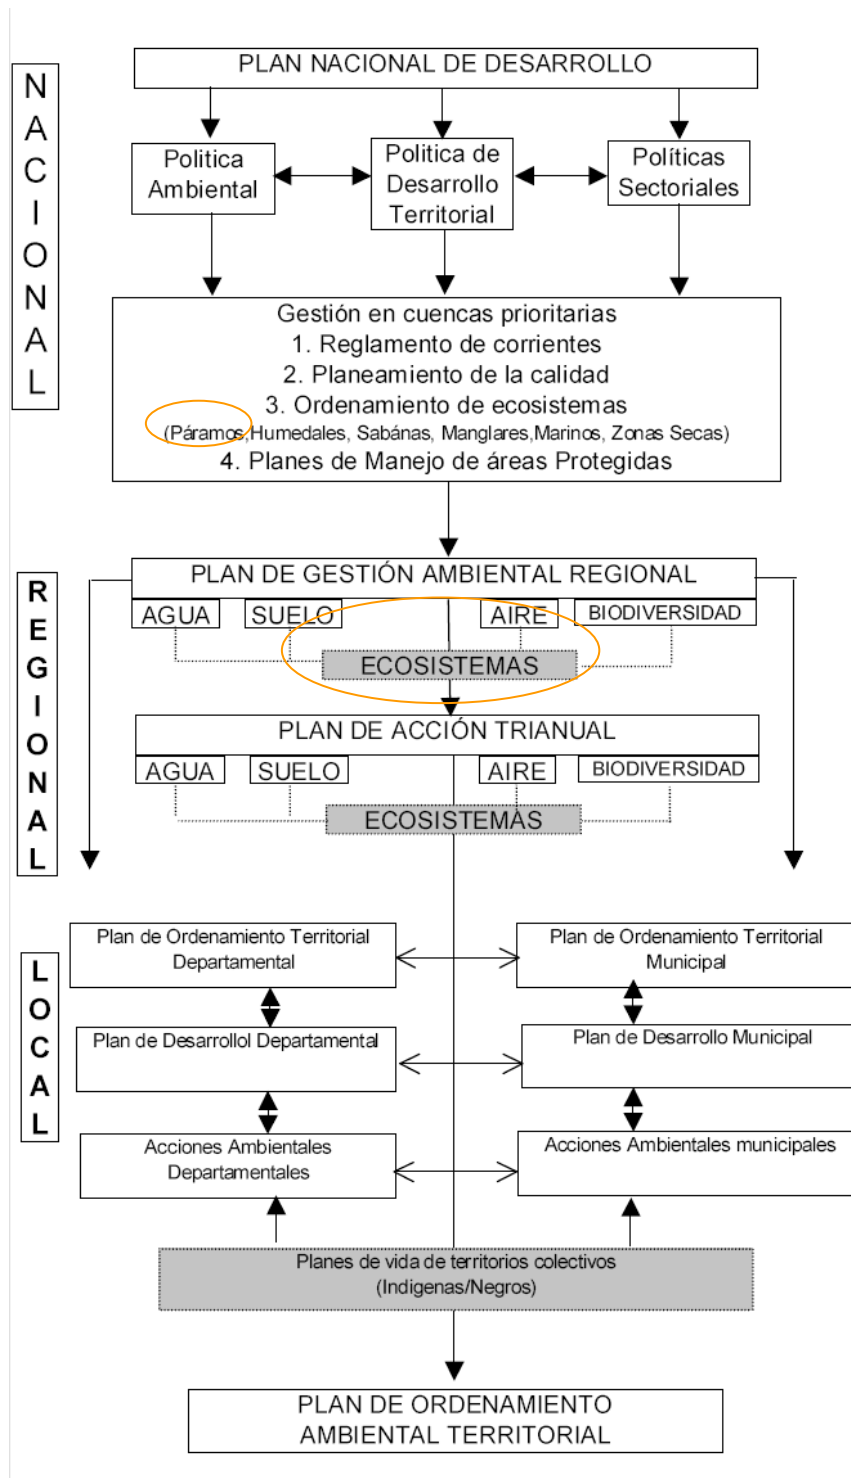 NACIONAL
PLAN NACIONAL DE DESARROLLO
Politica
Ambiental
Politica de
Desarrollo
Territorial
Políticas
Sectoriales
Gestión en cuencas prioritarias
1. Reglamento de corrientes
2. Planeamiento de la calidad
3. Ordenamiento de ecosistemas
(Páramos,Humedales, Sabánas, Manglares,Marinos, Zonas Secas)
4. Planes de Manejo de áreas Protegidas
REGIONAL
PLAN DE GESTIÓN AMBIENTAL REGIONAL
AGUA SUELO AIRE BIODIVERSIDAD
ECOSISTEMAS
PLAN DE ACCIÓN TRIANUAL
AGUA SUELO AIRE BIODIVERSIDAD
ECOSISTEMAS
LOCAL
Plan de Ordenamiento Territorial
Departamental
Plan de Ordenamiento Territorial
Municipal
Plan de Desarrollol Departamental
Plan de Desarrollo Municipal
Acciones Ambientales
Departamentales
Acciones Ambientales municipales
Planes de vida de territorios colectivos
(Indigenas/Negros)
PLAN DE ORDENAMIENTO
AMBIENTAL TERRITORIAL